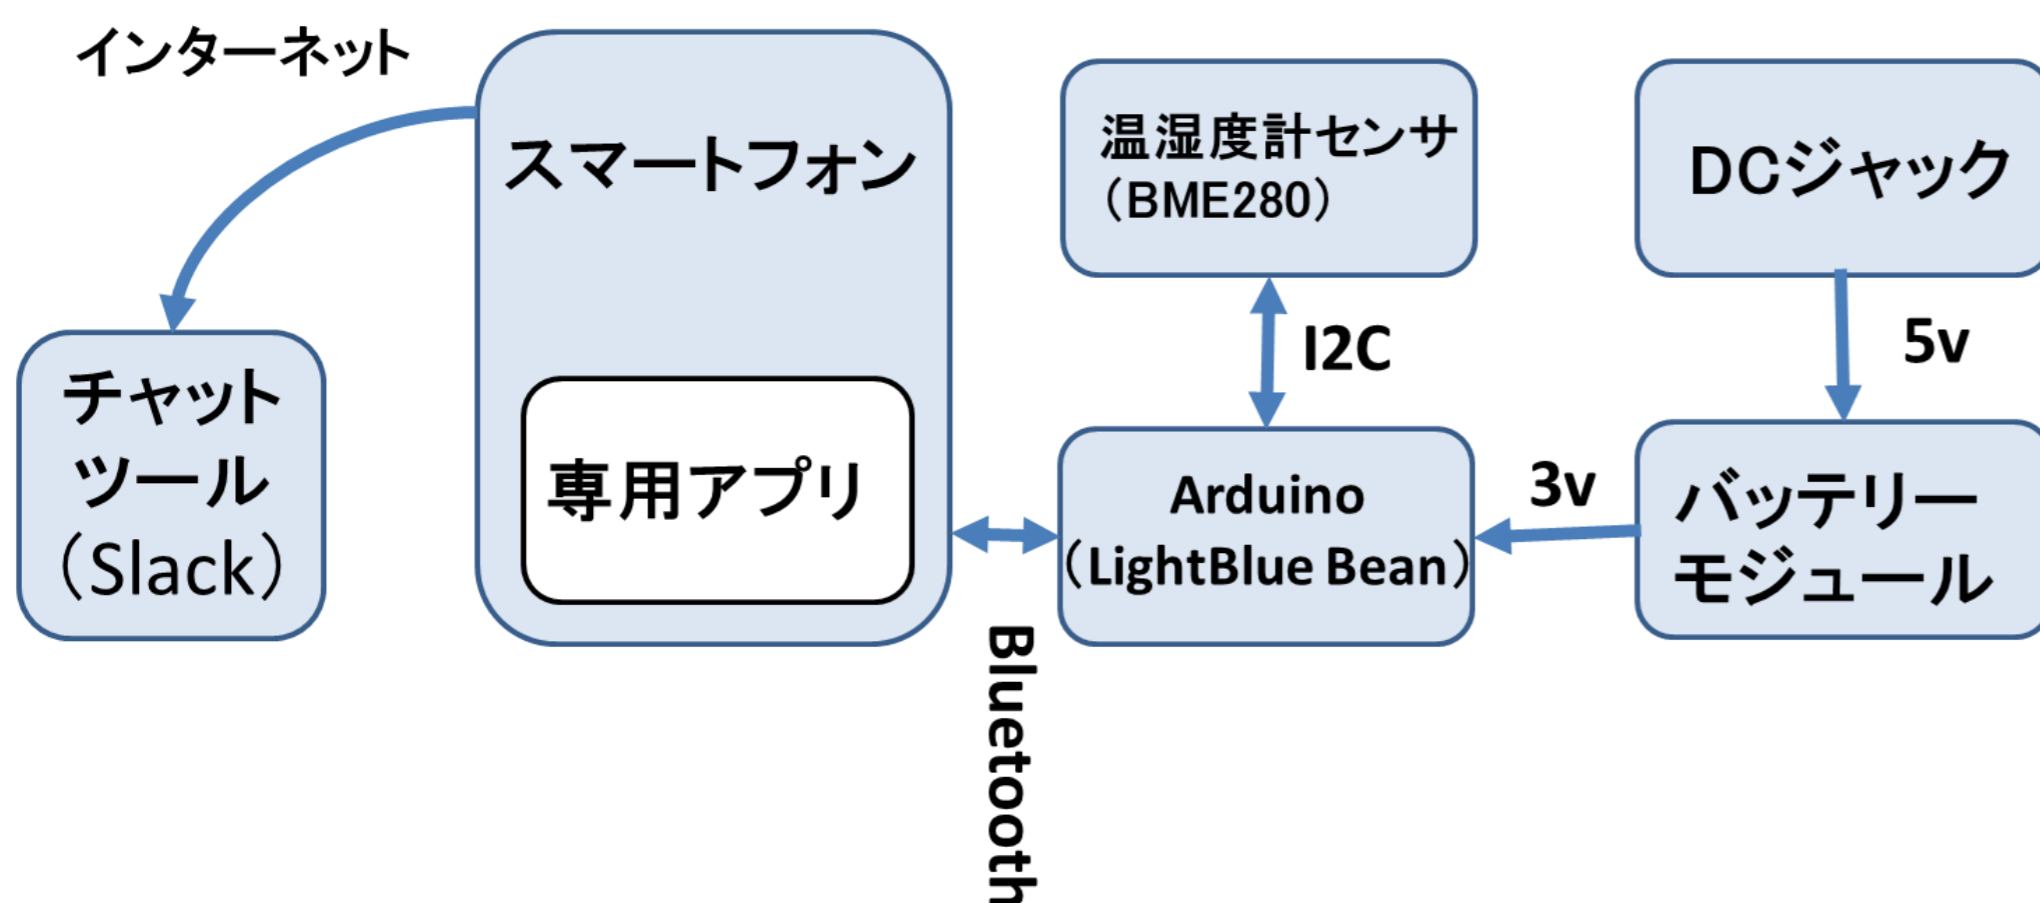 インターネット
スマートフォン
温湿度計センサ
（BME280）
DCジャック
I2C
5v
チャット
ツール
（Slack）
専用アプリ
Arduino
（LightBlue Bean）
3v
バッテリー
モジュール
Bluetooth